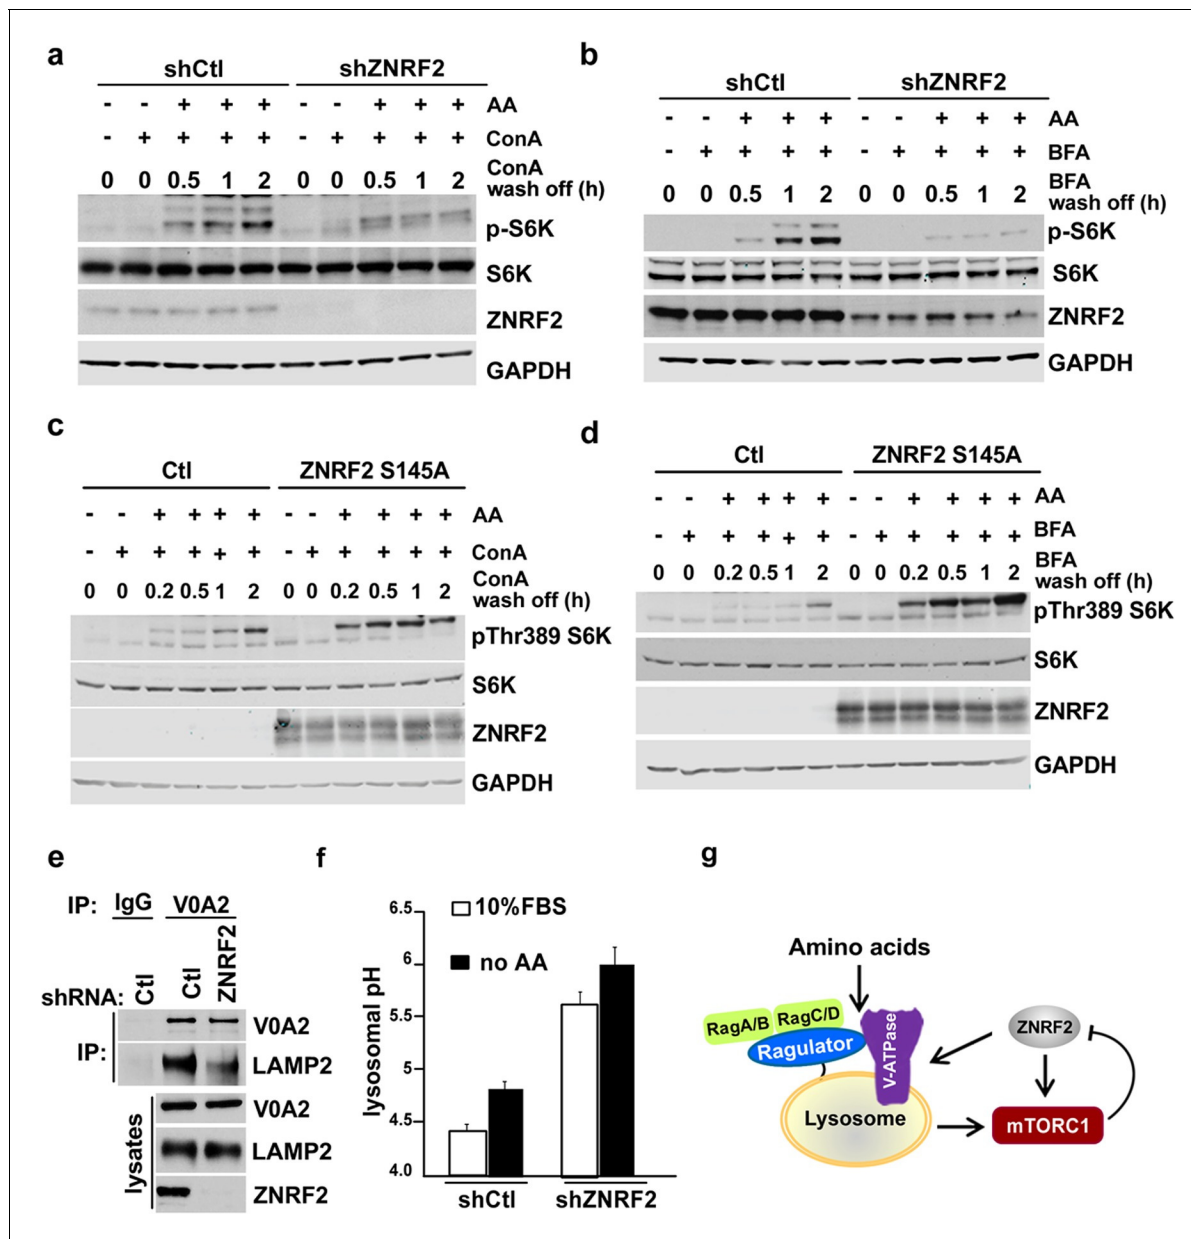 a
shCtl shZNRF2
- - + + + - - + + + AA
- + + + + - + + + + ConA
0 0 0.5 1 2 0 0 0.5 1 2 ConA
wash off (h)
p-S6K
S6K
ZNRF2
GAPDH
b
shCtl shZNRF2
- - + + + - - + + + AA
- + + + + - + + + + BFA
0 0 0.5 1 2 0 0 0.5 1 2 BFA
wash off (h)
p-S6K
S6K
ZNRF2
GAPDH
c
Ctl ZNRF2 S145A
- - + + + + - - + + + + AA
- + + + + + - + + + + + ConA
0 0 0.2 0.5 1 2 0 0 0.2 0.5 1 2 ConA
wash off (h)
pThr389 S6K
S6K
ZNRF2
GAPDH
d
Ctl ZNRF2 S145A
- - + + + + - - + + + + AA
- + + + + + - + + + + + BFA
0 0 0.2 0.5 1 2 0 0 0.2 0.5 1 2 BFA
wash off (h)
pThr389 S6K
S6K
ZNRF2
GAPDH
e
IP: IgG V0A2
shRNA: Ctl Ctl ZNRF2
IP:
V0A2
LAMP2
lysates
V0A2
LAMP2
ZNRF2
f
lysosomal pH
6.5
6
5.5
5
4.5
4.0
10%FBS
no AA
shCtl shZNRF2
g
Amino acids
RagA/B RagC/D
Ragulator
V-ATPase
ZNRF2
Lysosome
mTORC1